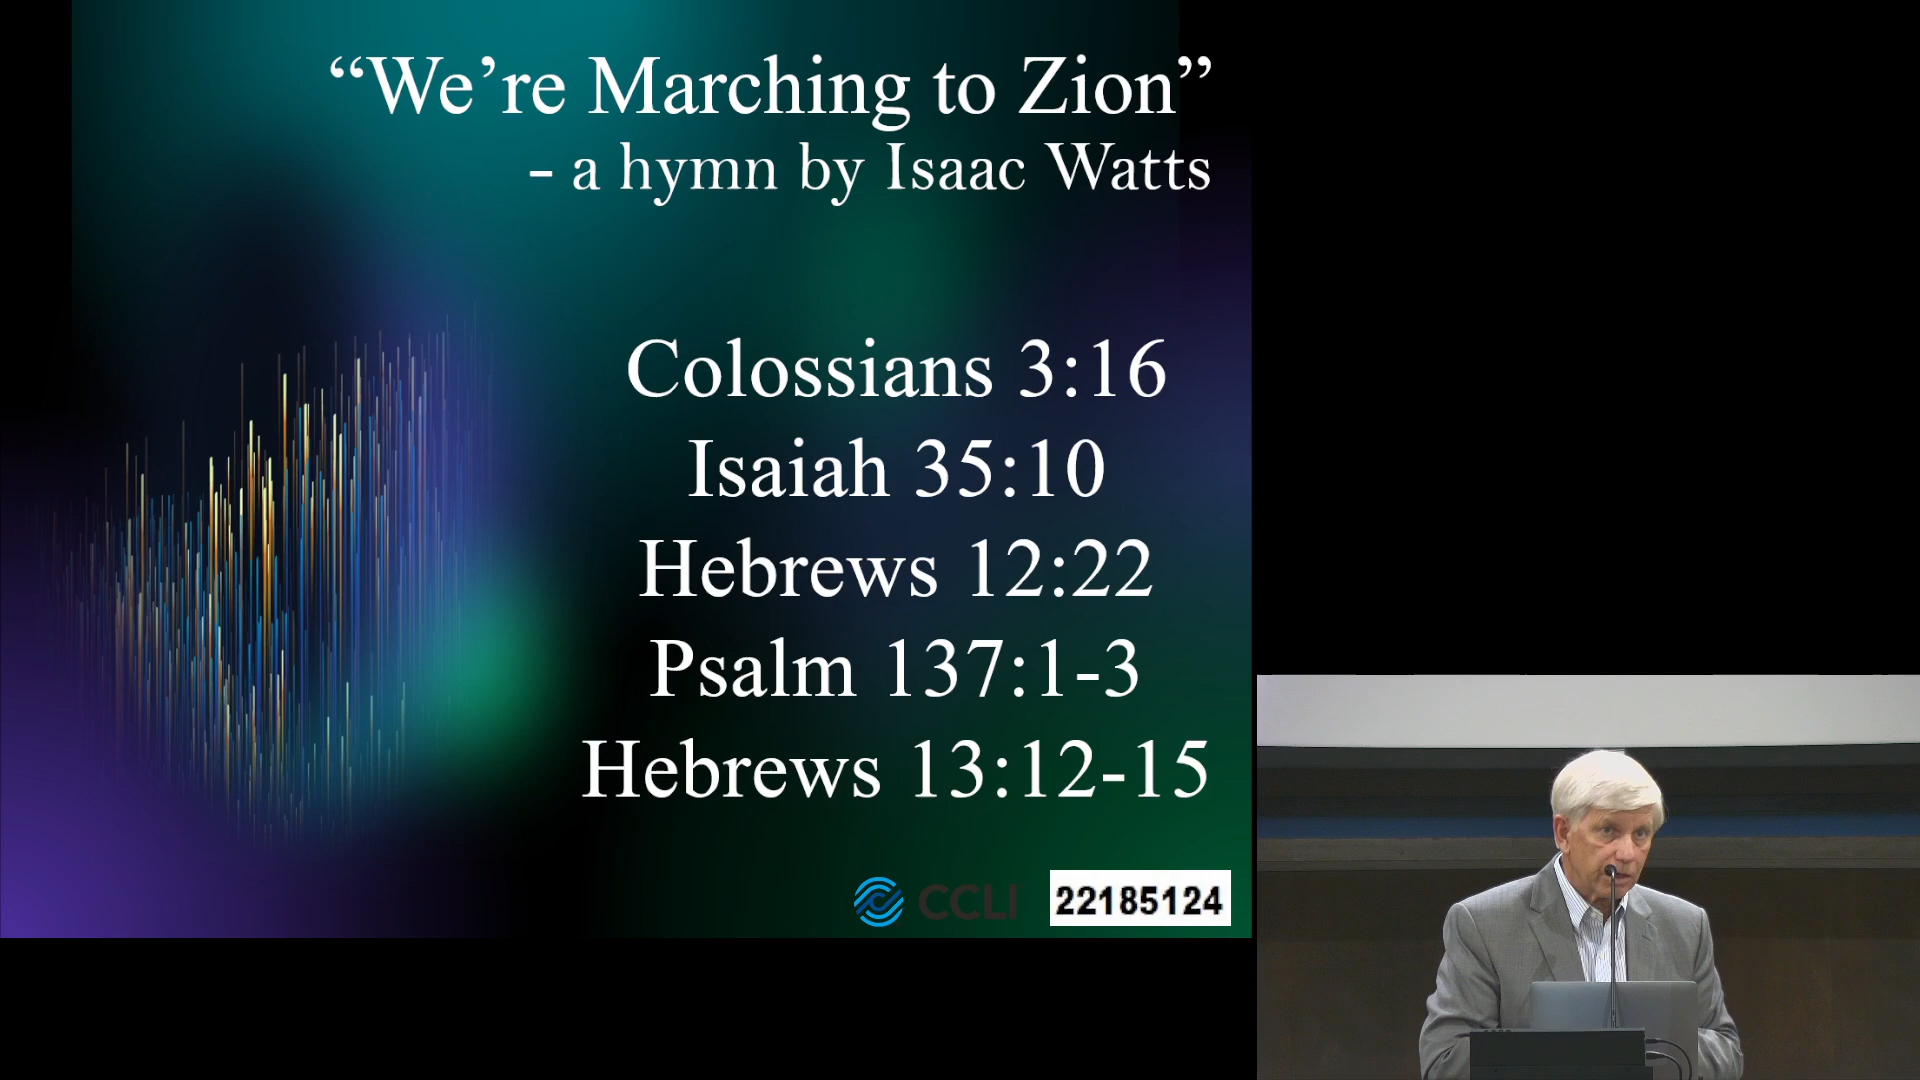 “We’re Marching to Zion”
- a hymn by Isaac Watts
Colossians 3:16
Isaiah 35:10
Hebrews 12:22
Psalm 137:1-3
Hebrews 13:12-15
CCLI
22185124